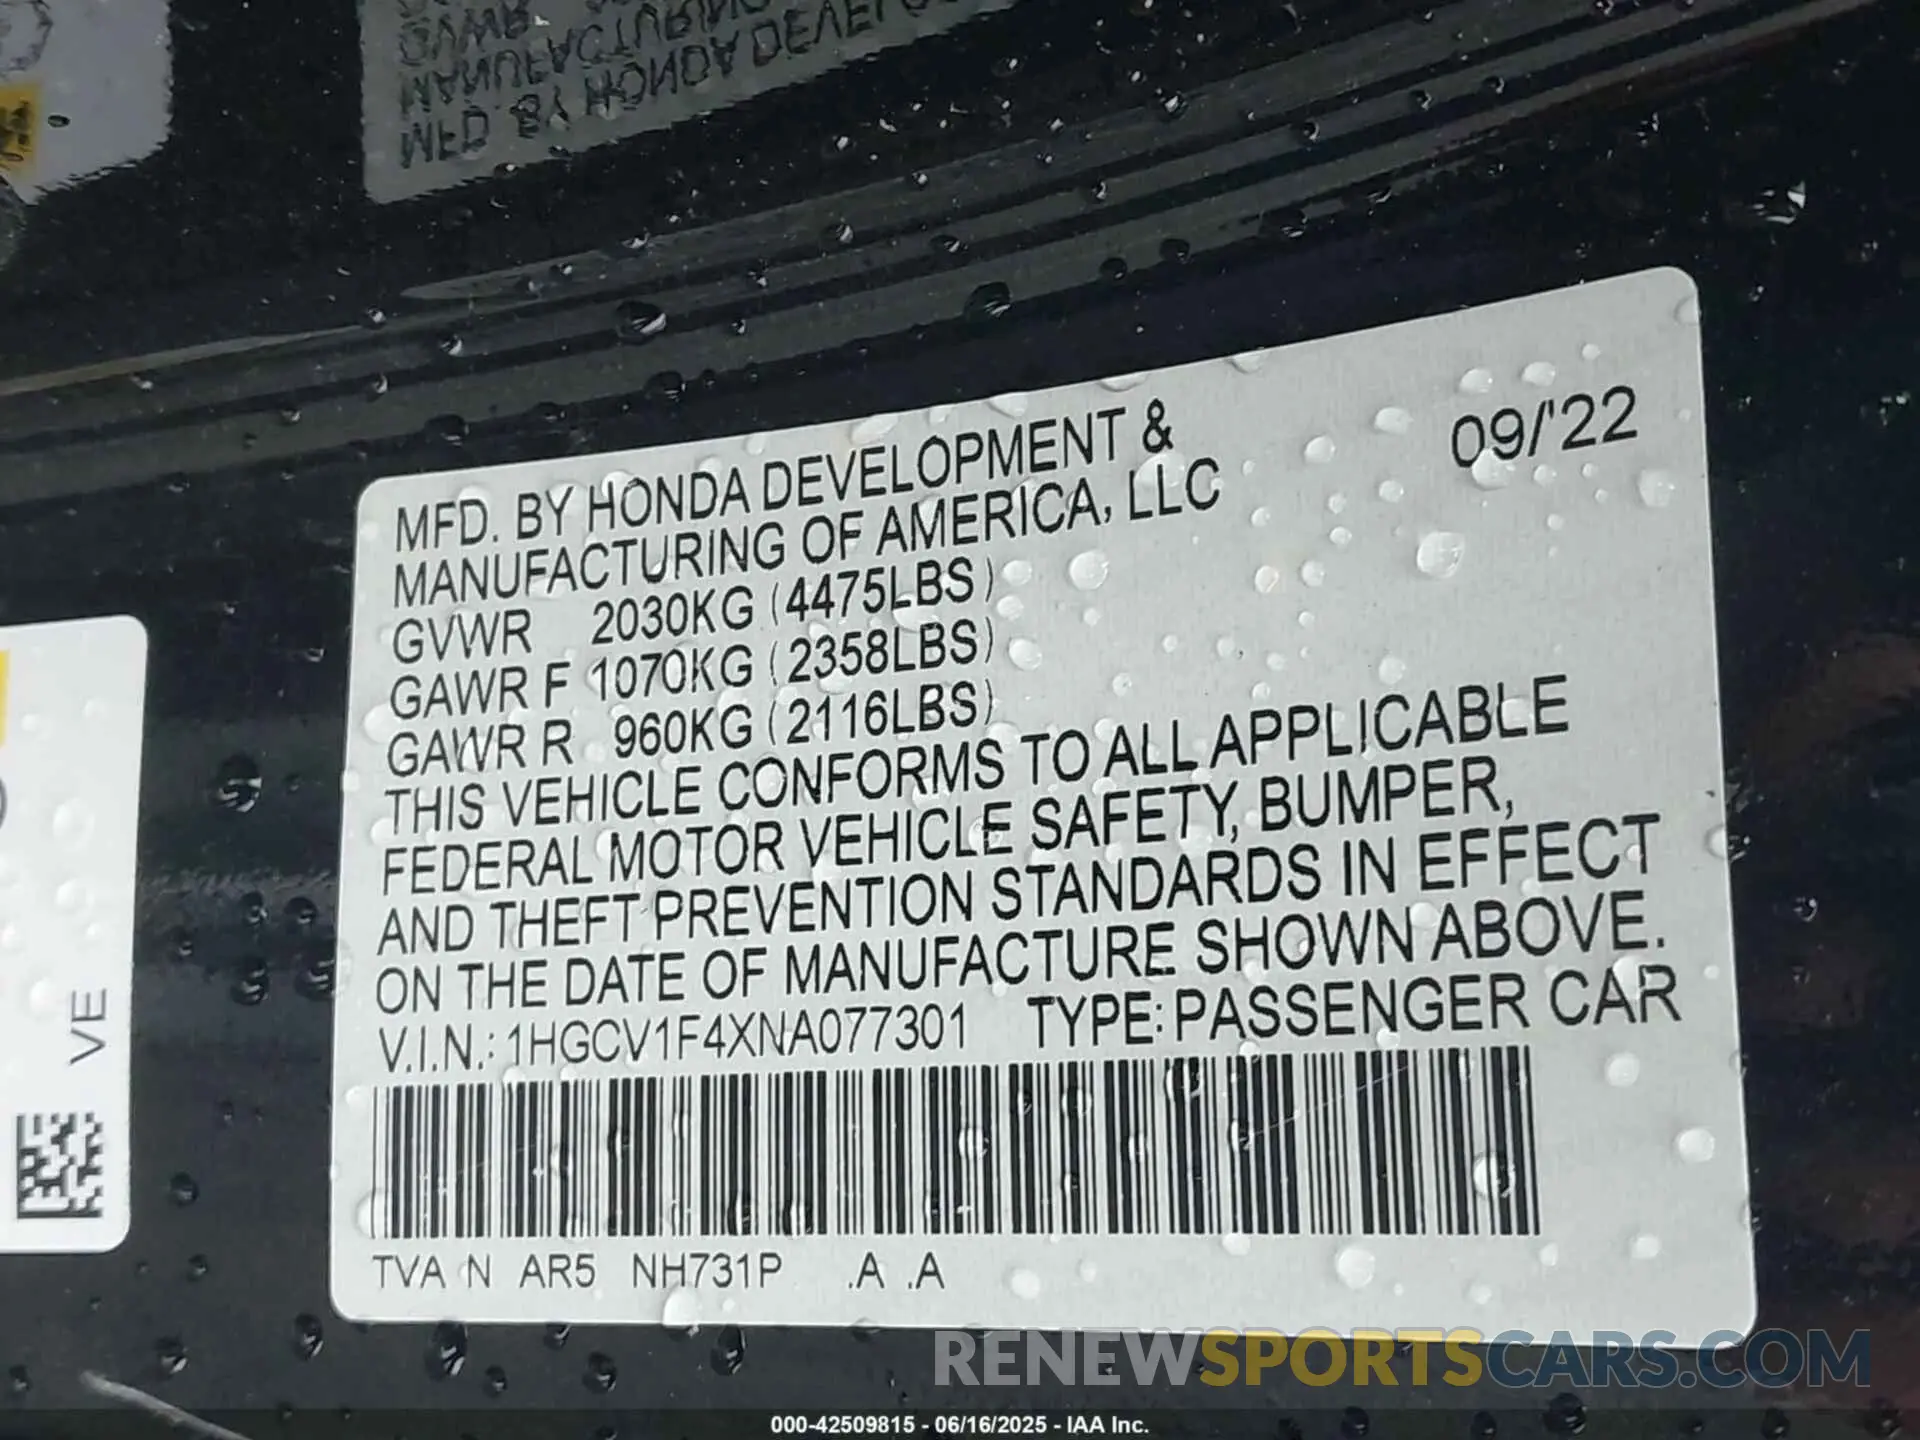 MFD. BY HONDA DEVELOPMENT & 09/'22
MANUFACTURING OF AMERICA, LLC
GVWR 2030KG (4475LBS)
GAWR F 1070KG (2358LBS)
GAWR R 960KG (2116LBS)
THIS VEHICLE CONFORMS TO ALL APPLICABLE
FEDERAL MOTOR VEHICLE SAFETY, BUMPER,
AND THEFT PREVENTION STANDARDS IN EFFECT
ON THE DATE OF MANUFACTURE SHOWN ABOVE.
V.I.N.: 1HGCV1F4XNA077301 TYPE: PASSENGER CAR
TVA N AR5 NH731P .A .A
VE
RENEWSPORTSCARS.COM
000-42509815 - 06/16/2025 - IAA Inc.